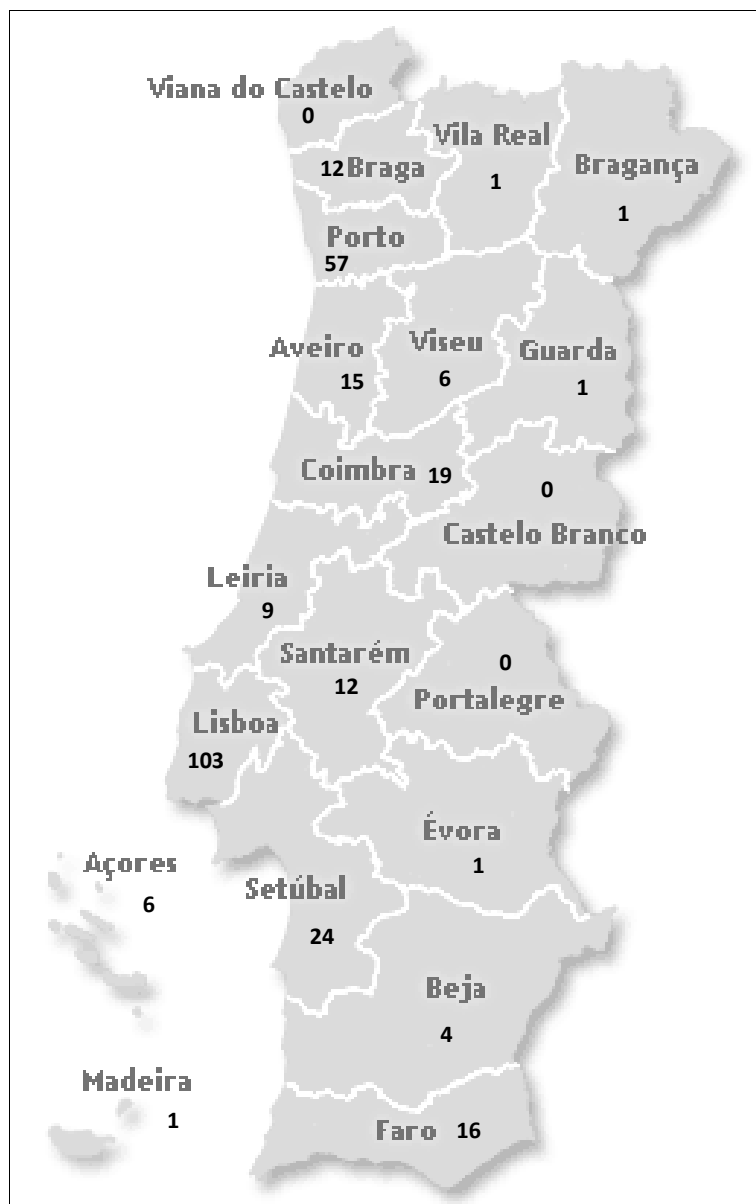 Viana do Castelo
0
12 Braga
Vila Real
1
Bragança
1
Porto
57
Aveiro
15
Viseu
6
Guarda
1
Coimbra 19
0
Castelo Branco
Leiria
9
Santarém
12
0
Portalegre
Lisboa
103
Évora
1
Açores
6
Setúbal
24
Beja
4
Madeira
1
Faro 16